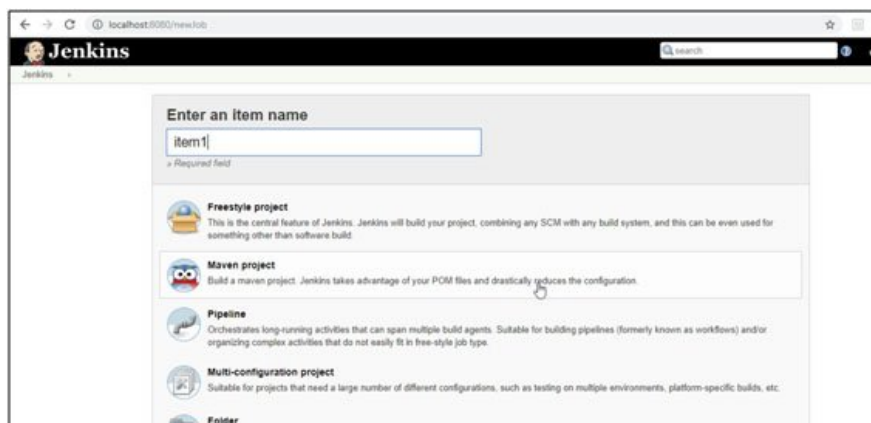 localhost:8080/newJob
Jenkins
search
Jenkins
Enter an item name
item1
» Required field
Freestyle project
This is the central feature of Jenkins. Jenkins will build your project, combining any SCM with any build system, and this can be even used for
something other than software build.
Maven project
Build a maven project. Jenkins takes advantage of your POM files and drastically reduces the configuration.
Pipeline
Orchestrates long-running activities that can span multiple build agents. Suitable for building pipelines (formerly known as workflows) and/or
organizing complex activities that do not easily fit in free-style job type.
Multi-configuration project
Suitable for projects that need a large number of different configurations, such as testing on multiple environments, platform-specific builds, etc.
Folder